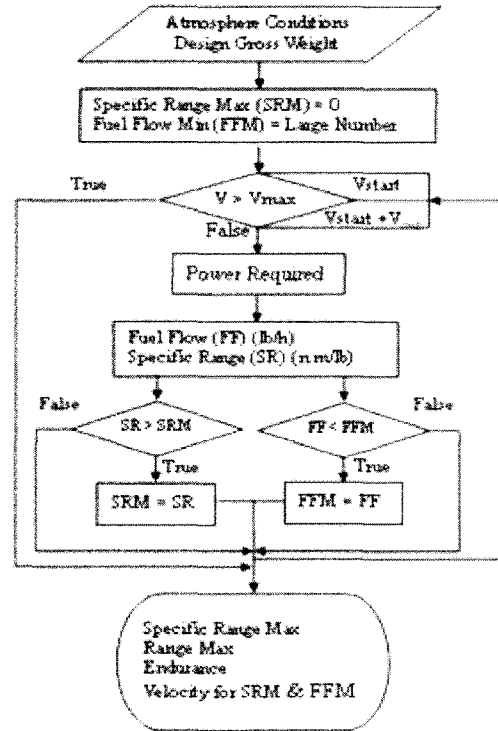 Atmosphere Conditions
Design Gross Weight
Specific Range Max (SRM) = 0
Fuel Flow Min (FFM) = Large Number
True
V > Vmax
Vstart
Vstart +
False
Power Required
Fuel Flow (FF) (lb/h)
Specific Range (SR) (n.m/lb)
False
SR > SRM
FF < FFM
False
True
True
SRM = SR
FFM = FF
Specific Range Max
Range Max
Endurance
Velocity for SRM & FFM